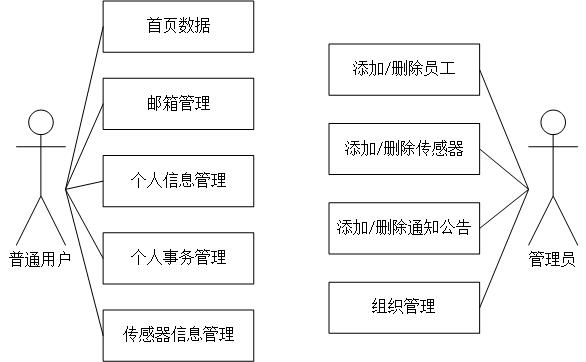 首页数据
邮箱管理
个人信息管理
个人事务管理
传感器信息管理
普通用户
添加/删除员工
添加/删除传感器
添加/删除通知公告
组织管理
管理员